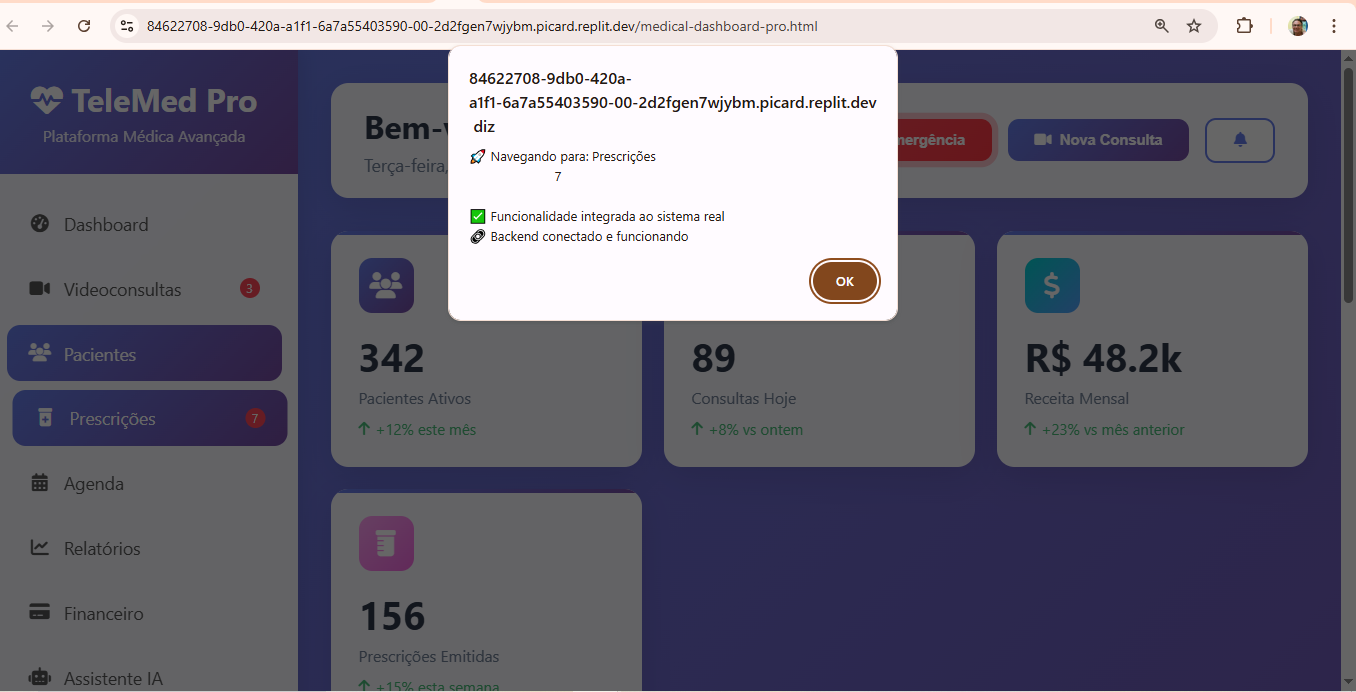 84622708-9db0-420a-a1f1-6a7a55403590-00-2d2fgen7wjybm.picard.replit.dev/medical-dashboard-pro.html
84622708-9db0-420a-
a1f1-6a7a55403590-00-2d2fgen7wjybm.picard.replit.dev
diz
🚀 Navegando para: Prescrições
7
✅ Funcionalidade integrada ao sistema real
🔗 Backend conectado e funcionando
OK
TeleMed Pro
Plataforma Médica Avançada
Dashboard
Videoconsultas 3
Pacientes
Prescrições 7
Agenda
Relatórios
Financeiro
Assistente IA
Bem-
Terça-feira,
mergência
Nova Consulta
342
Pacientes Ativos
↑ +12% este mês
89
Consultas Hoje
↑ +8% vs ontem
R$ 48.2k
Receita Mensal
↑ +23% vs mês anterior
156
Prescrições Emitidas
↑ +15% esta semana